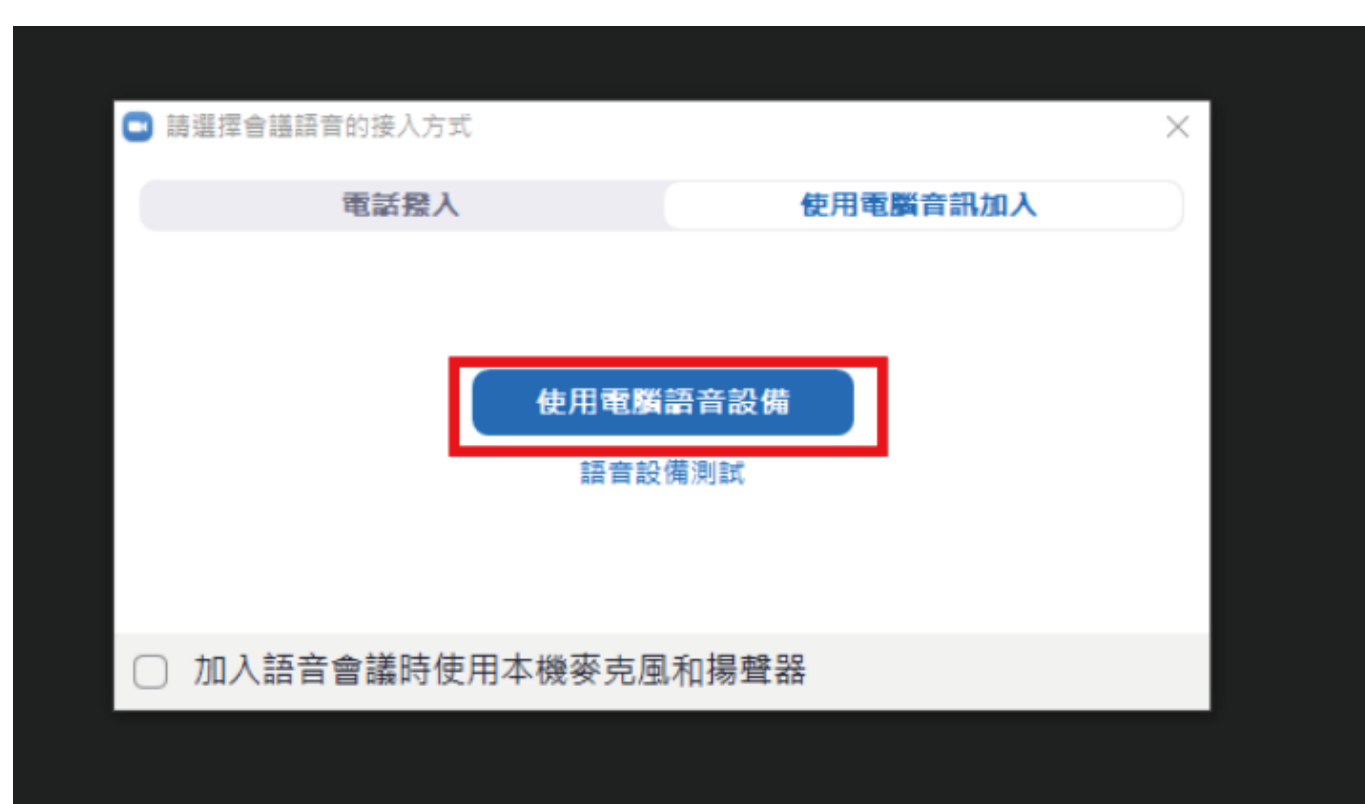 請選擇會議語音的接入方式
電話撥入
使用電腦音訊加入
使用電腦語音設備
語音設備測試
加入語音會議時使用本機麥克風和揚聲器